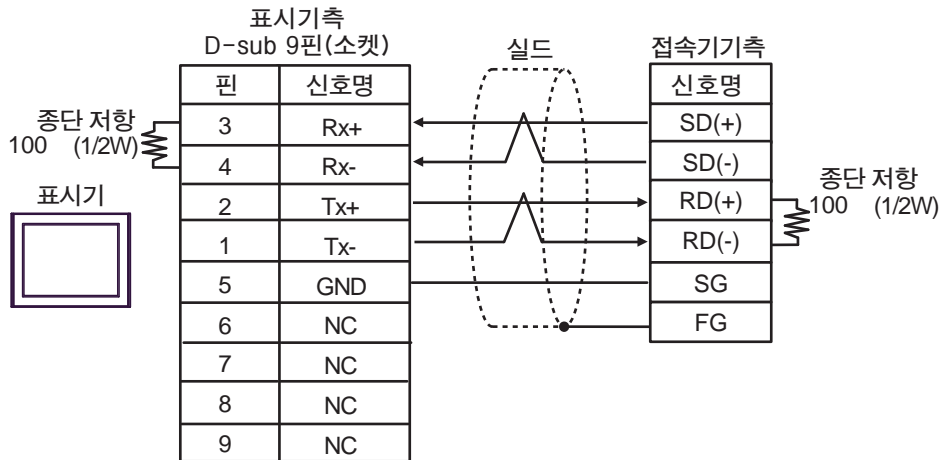 표시기측
D-sub 9핀(소켓)
실드
접속기기측
핀 신호명
신호명
종단 저항
100 (1/2W)
3 Rx+
SD(+)
4 Rx-
SD(-)
표시기
2 Tx+
RD(+)
종단 저항
100 (1/2W)
1 Tx-
RD(-)
5 GND
SG
6 NC
FG
7 NC
8 NC
9 NC